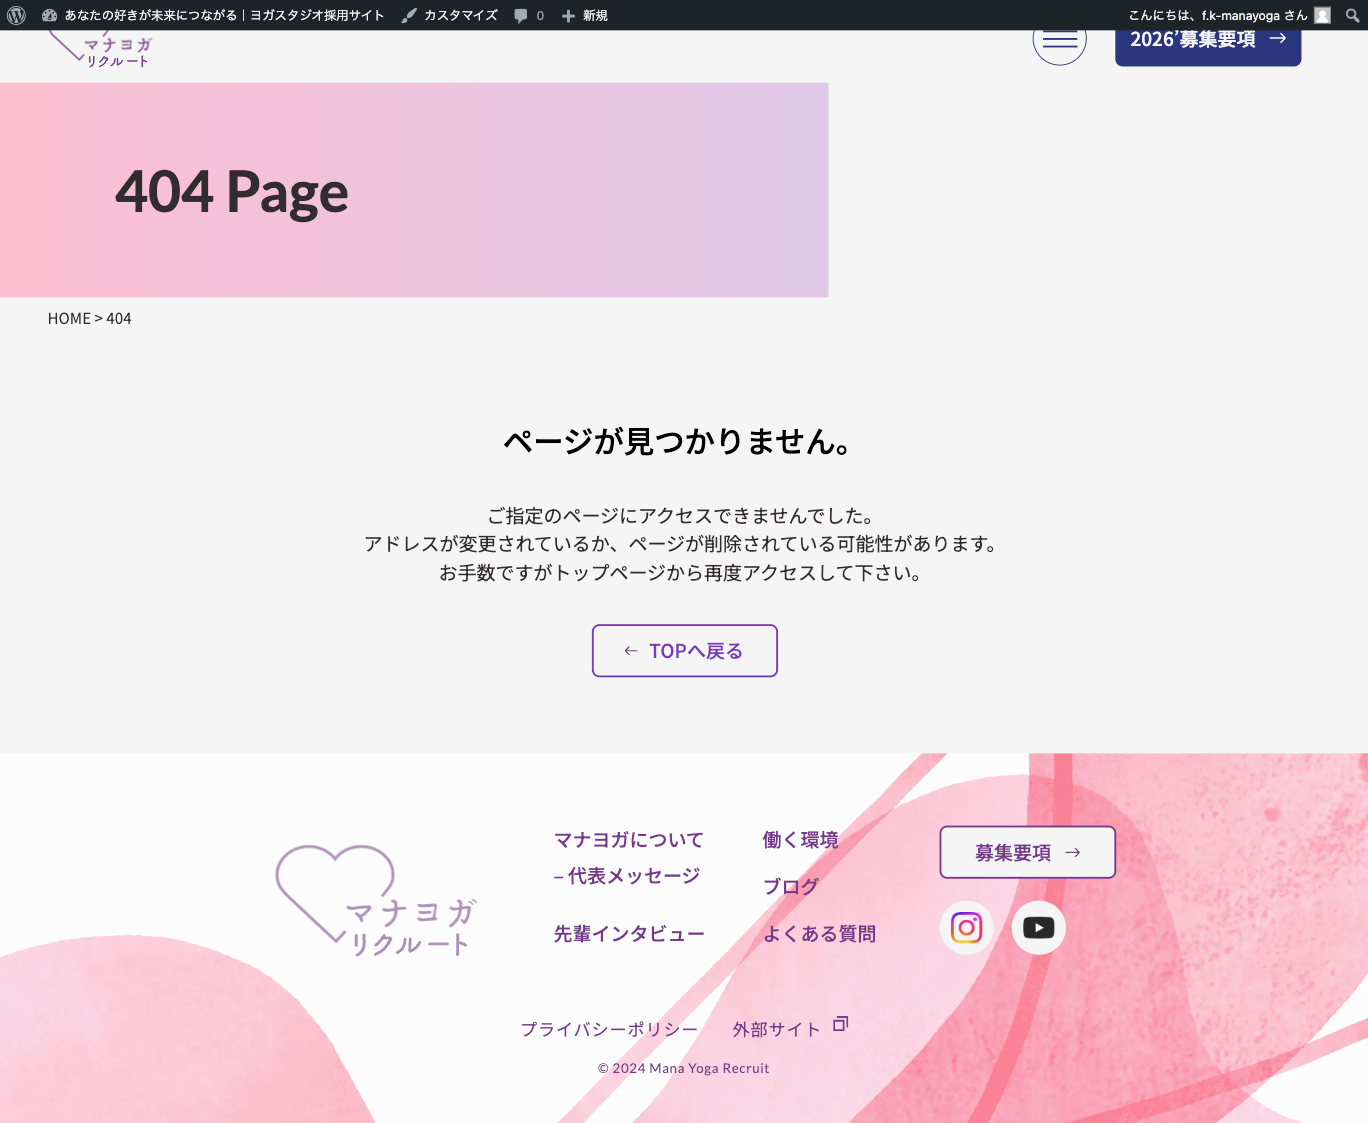 あなたの好きが未来につながる｜ヨガスタジオ採用サイト カスタマイズ 0 新規 こんにちは、f.k-manayoga さん
マナヨガ
リクルート
2026’募集要項 →
404 Page
HOME > 404
ページが見つかりません。
ご指定のページにアクセスできませんでした。
アドレスが変更されているか、ページが削除されている可能性があります。
お手数ですがトップページから再度アクセスして下さい。
← TOPへ戻る
マナヨガ
リクルート
マナヨガについて
– 代表メッセージ
先輩インタビュー
働く環境
ブログ
よくある質問
募集要項 →
プライバシーポリシー 外部サイト
© 2024 Mana Yoga Recruit